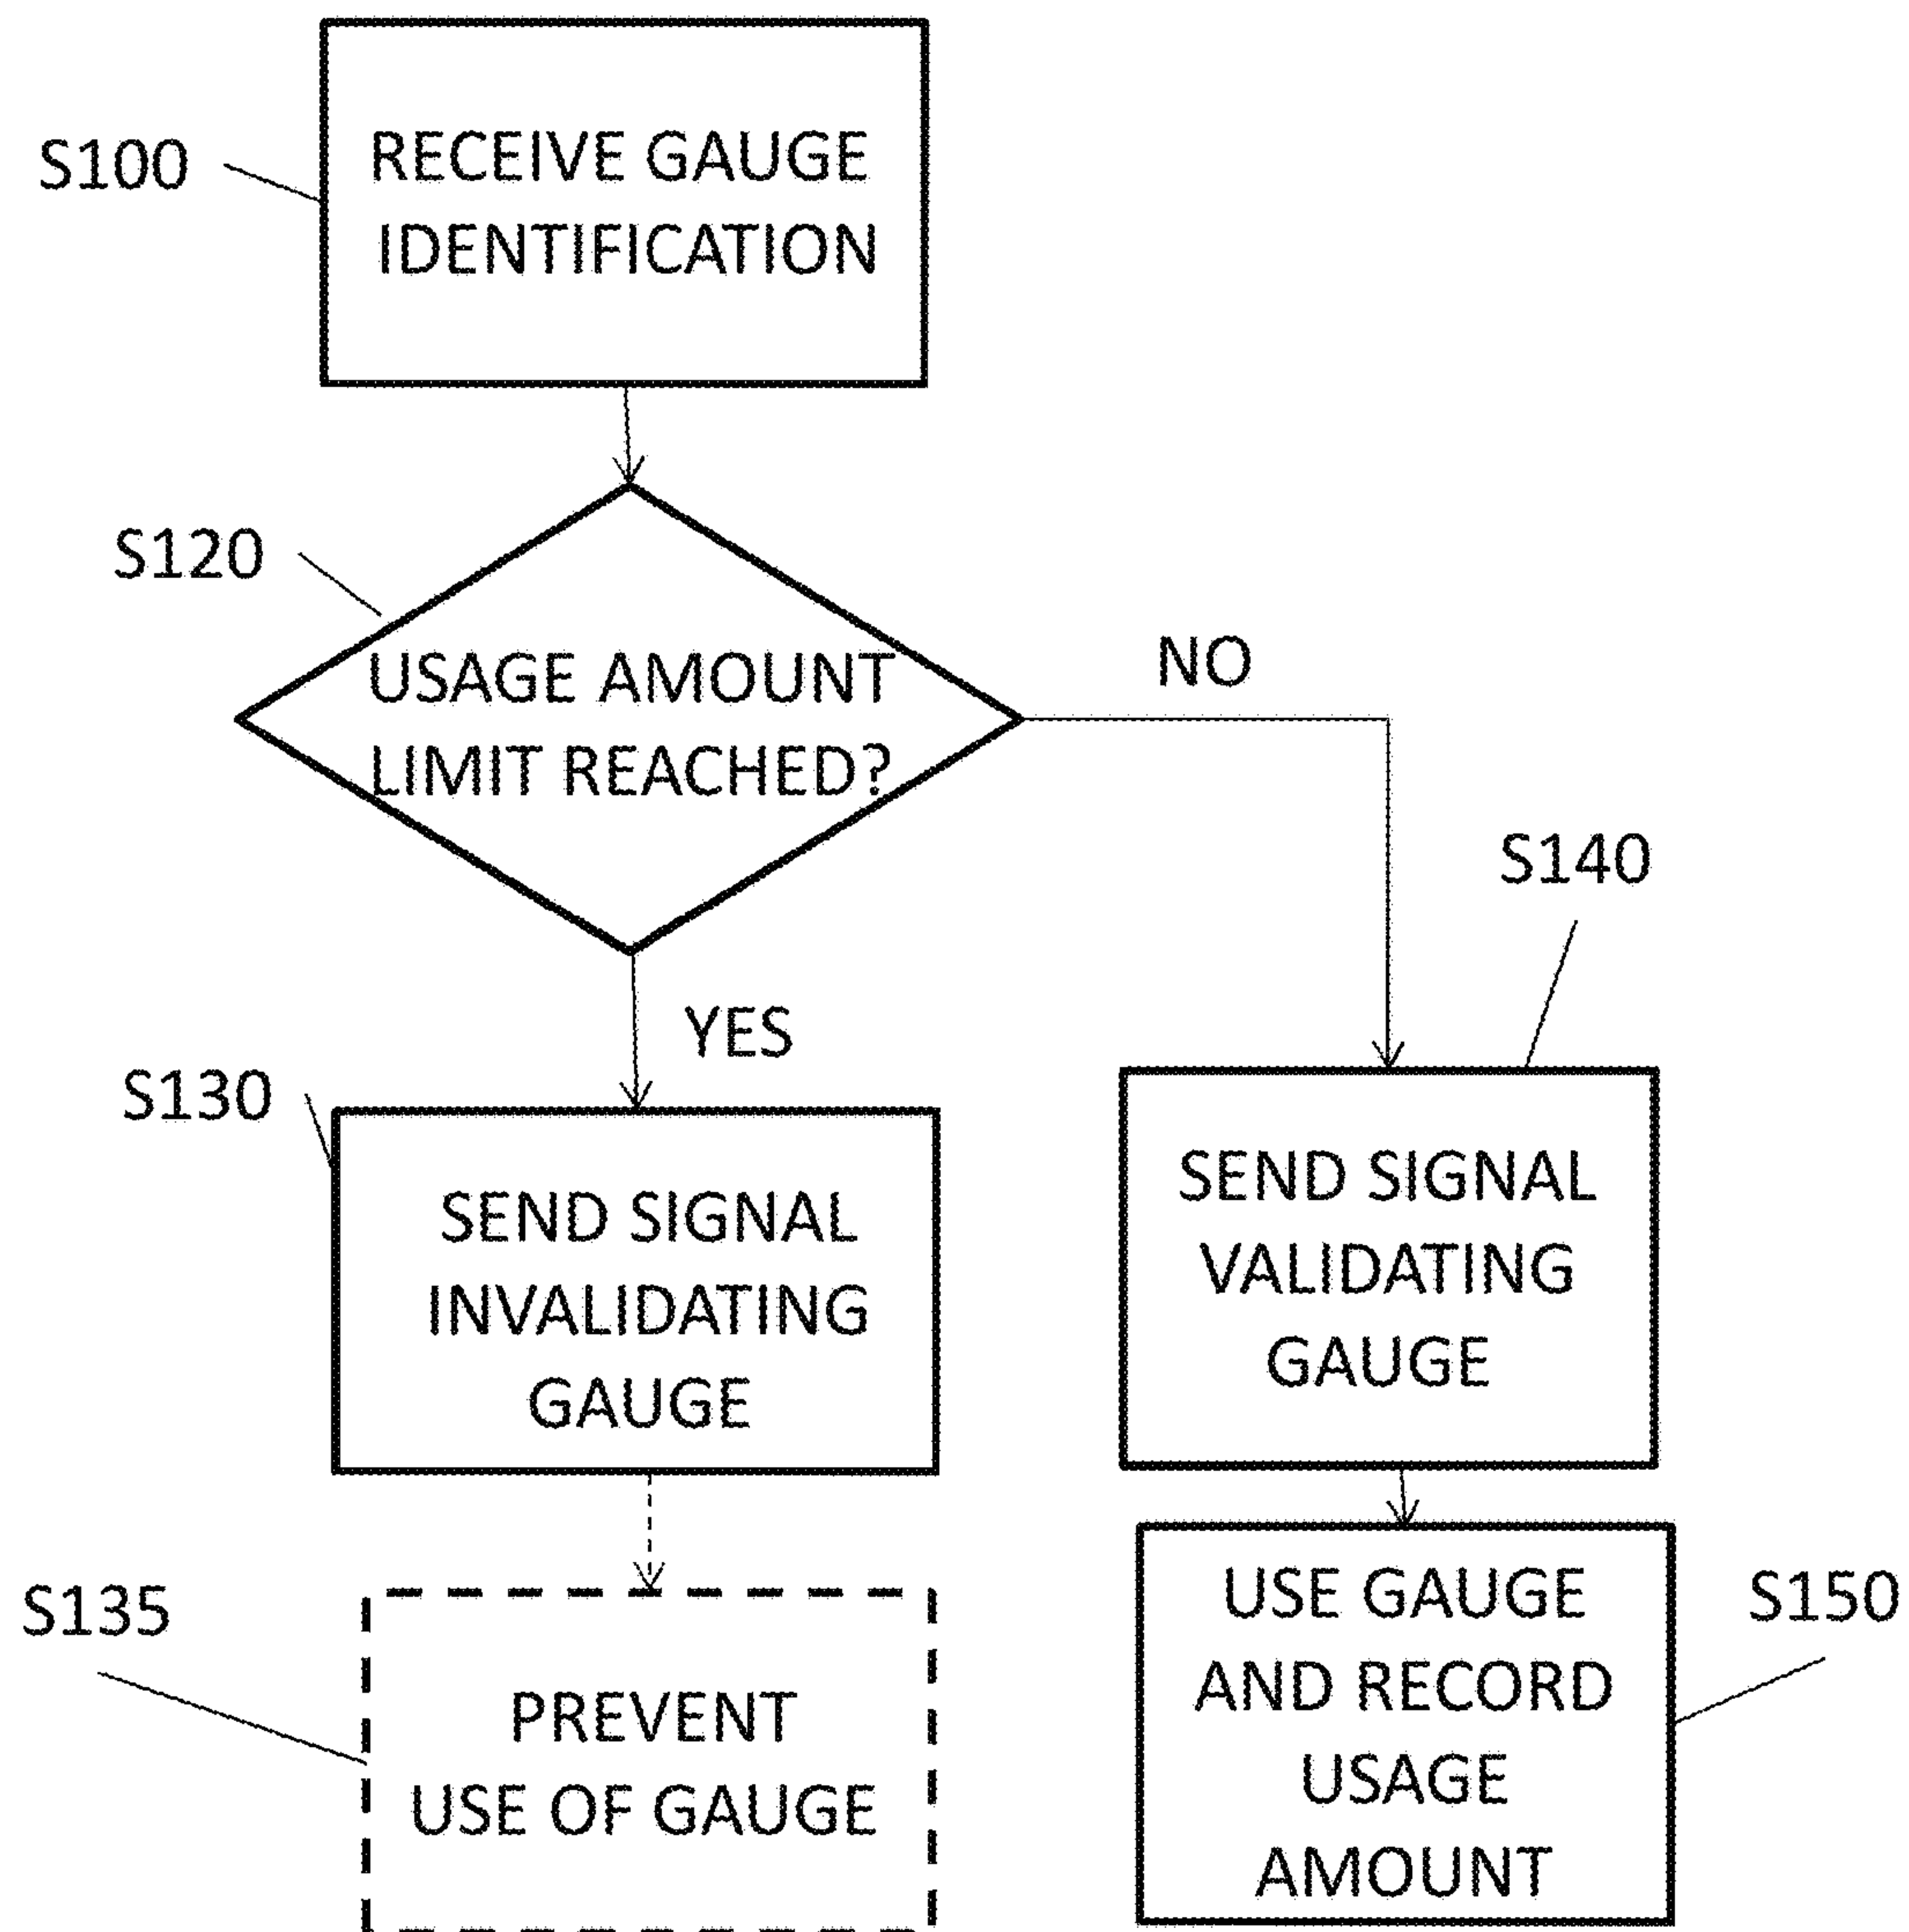 S100
RECEIVE GAUGE
IDENTIFICATION
S120
USAGE AMOUNT
LIMIT REACHED?
NO
YES
S130
SEND SIGNAL
INVALIDATING
GAUGE
S140
SEND SIGNAL
VALIDATING
GAUGE
S135
PREVENT
USE OF GAUGE
S150
USE GAUGE
AND RECORD
USAGE
AMOUNT